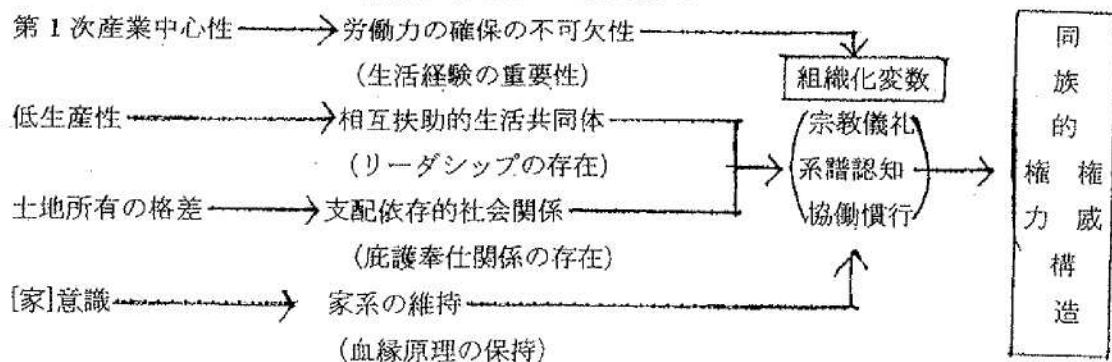 第1次産業中心性 労働力の確保の不可欠性
(生活経験の重要性)
組織化変数
低生産性 相互扶助的生活共同体
(リーダシップの存在)
(宗教儀礼
系譜認知
協働慣行)
土地所有の格差 支配依存的社会関係
(庇護奉仕関係の存在)
[家]意識 家系の維持
(血縁原理の保持)
同族的
権力 権威
構造